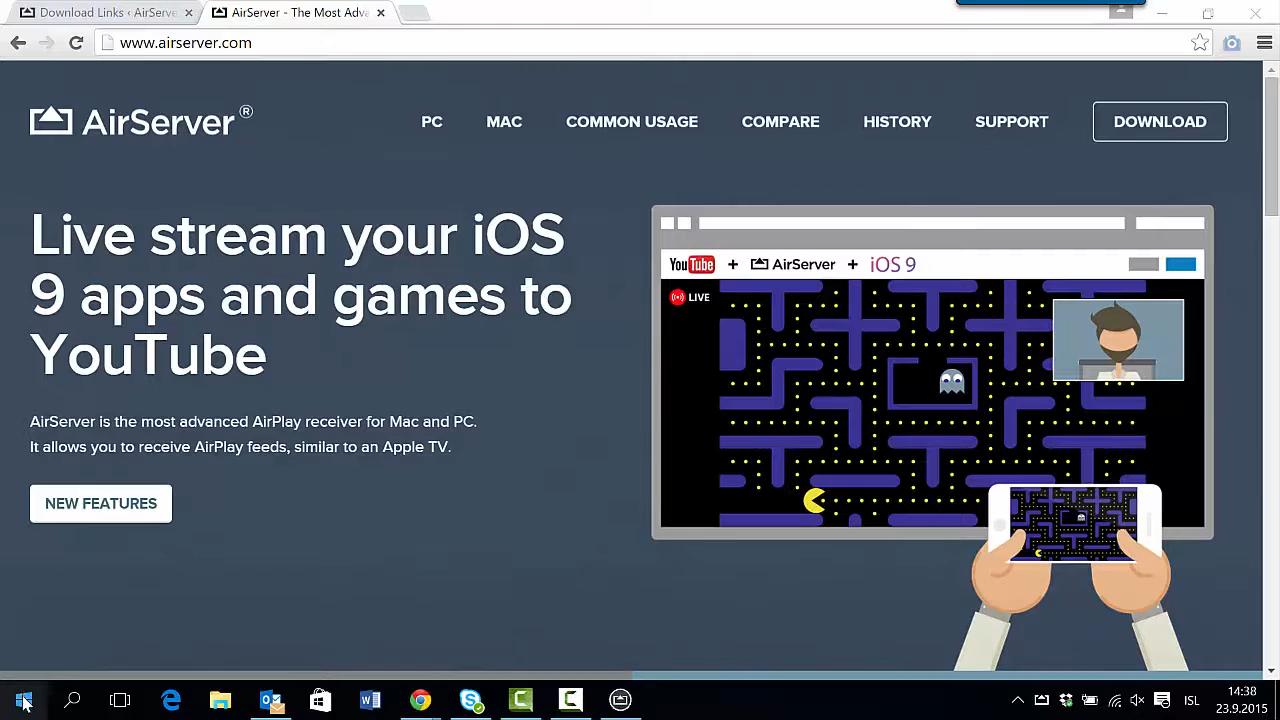 Download Links ‹ AirServe
AirServer - The Most Adva
www.airserver.com
AirServer®
PC
MAC
COMMON USAGE
COMPARE
HISTORY
SUPPORT
DOWNLOAD
Live stream your iOS
9 apps and games to
YouTube
AirServer is the most advanced AirPlay receiver for Mac and PC.
It allows you to receive AirPlay feeds, similar to an Apple TV.
NEW FEATURES
YouTube + AirServer + iOS 9
LIVE
ISL
14:38
23.9.2015